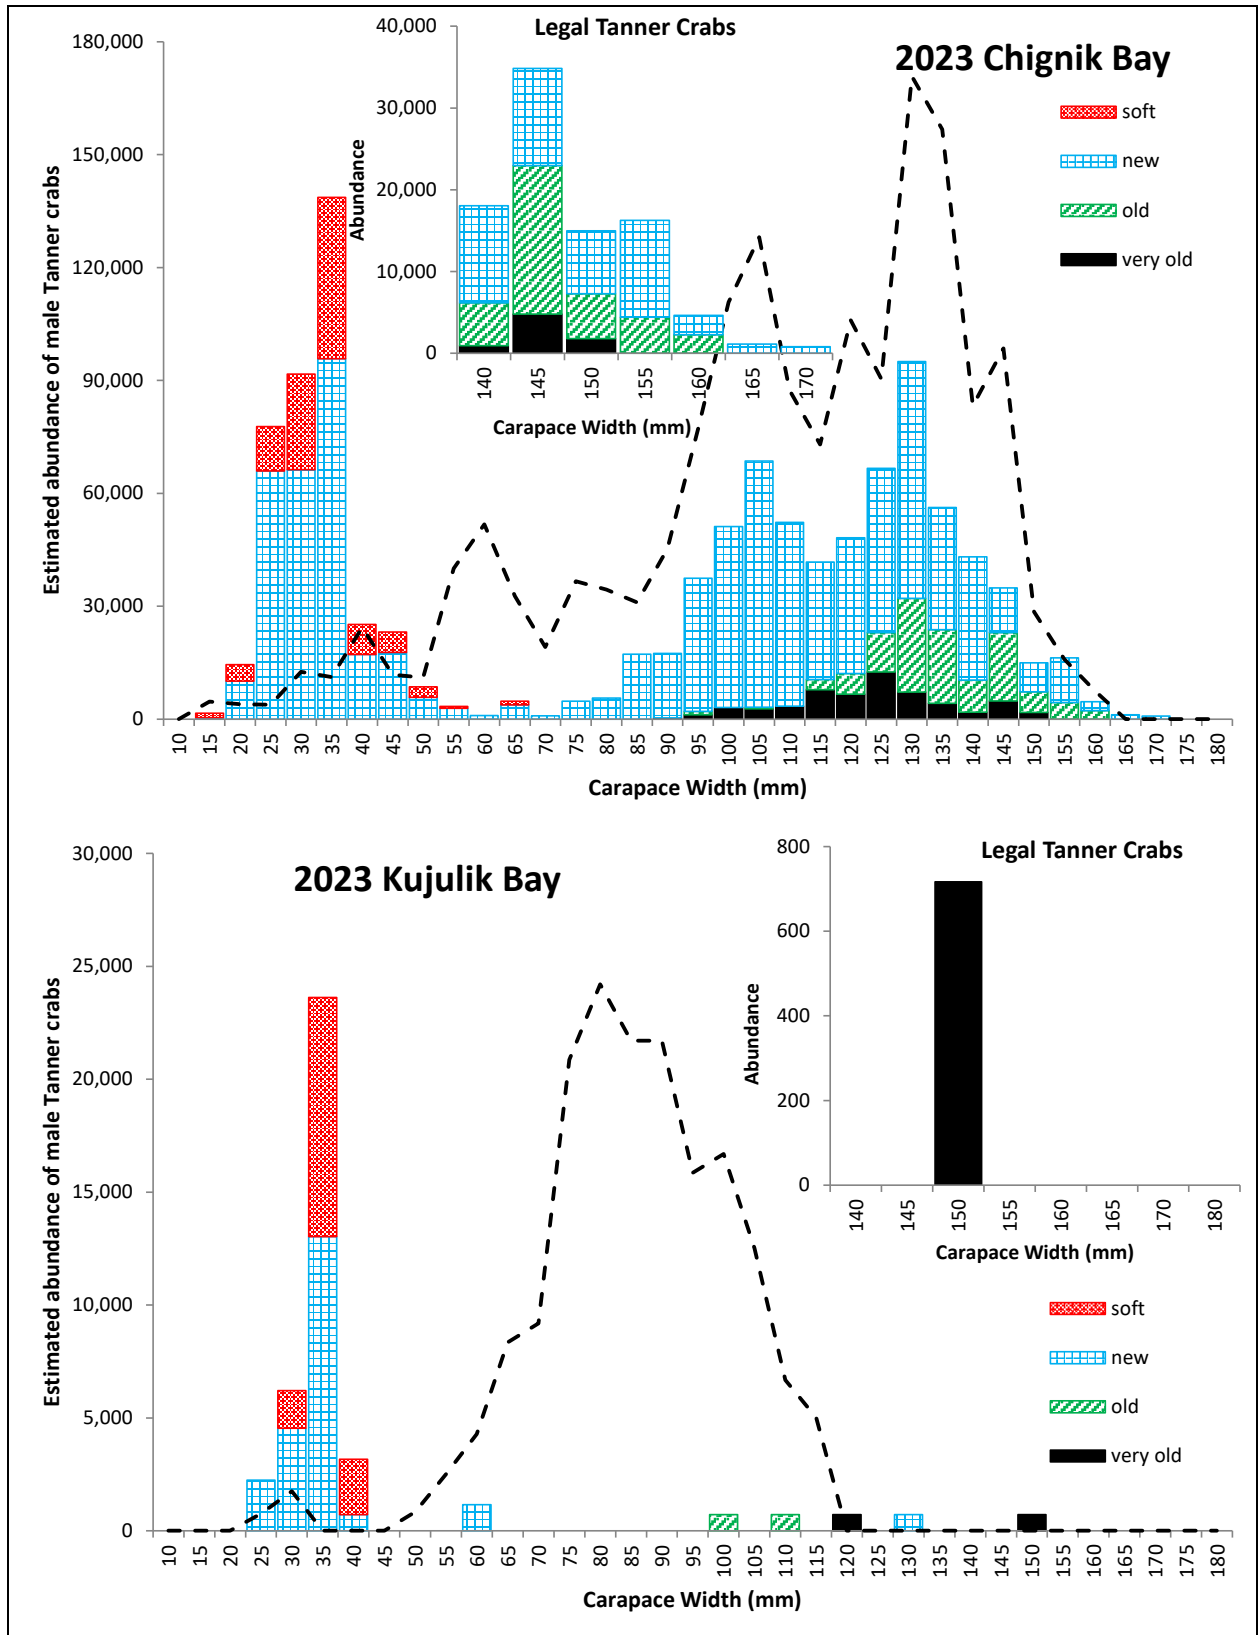 2023 Chignik Bay
Legal Tanner Crabs
Estimated abundance of male Tanner crabs
180,000
150,000
120,000
90,000
60,000
30,000
0
10 15 20 25 30 35 40 45 50 55 60 65 70 75 80 85 90 95 100 105 110 115 120 125 130 135 140 145 150 155 160 165 170 175 180
Carapace Width (mm)
Abundance
40,000
30,000
20,000
10,000
0
140 145 150 155 160 165 170
Carapace Width (mm)
soft
new
old
very old
2023 Kujulik Bay
Legal Tanner Crabs
Estimated abundance of male Tanner crabs
30,000
25,000
20,000
15,000
10,000
5,000
0
10 15 20 25 30 35 40 45 50 55 60 65 70 75 80 85 90 95 100 105 110 115 120 125 130 135 140 145 150 155 160 165 170 175 180
Carapace Width (mm)
Abundance
800
600
400
200
0
140 145 150 155 160 165 170 180
Carapace Width (mm)
soft
new
old
very old